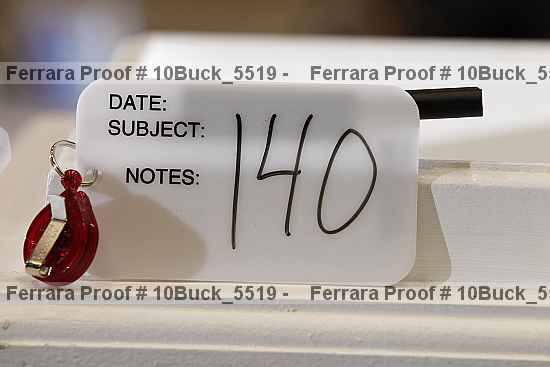 Ferrara Proof # 10Buck_5519 - Ferrara Proof # 10Buck_5
DATE:
SUBJECT:
140
NOTES:
Ferrara Proof # 10Buck_5519 - Ferrara Proof # 10Buck_5